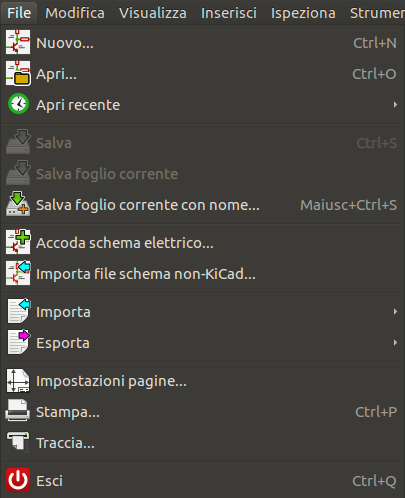 File Modifica Visualizza Inserisci Ispeziona Strumen
Nuovo... Ctrl+N
Apri... Ctrl+O
Apri recente
Salva Ctrl+S
Salva foglio corrente
Salva foglio corrente con nome... Maiusc+Ctrl+S
Accoda schema elettrico...
Importa file schema non-KiCad...
Importa
Esporta
Impostazioni pagine...
Stampa... Ctrl+P
Traccia...
Esci Ctrl+Q